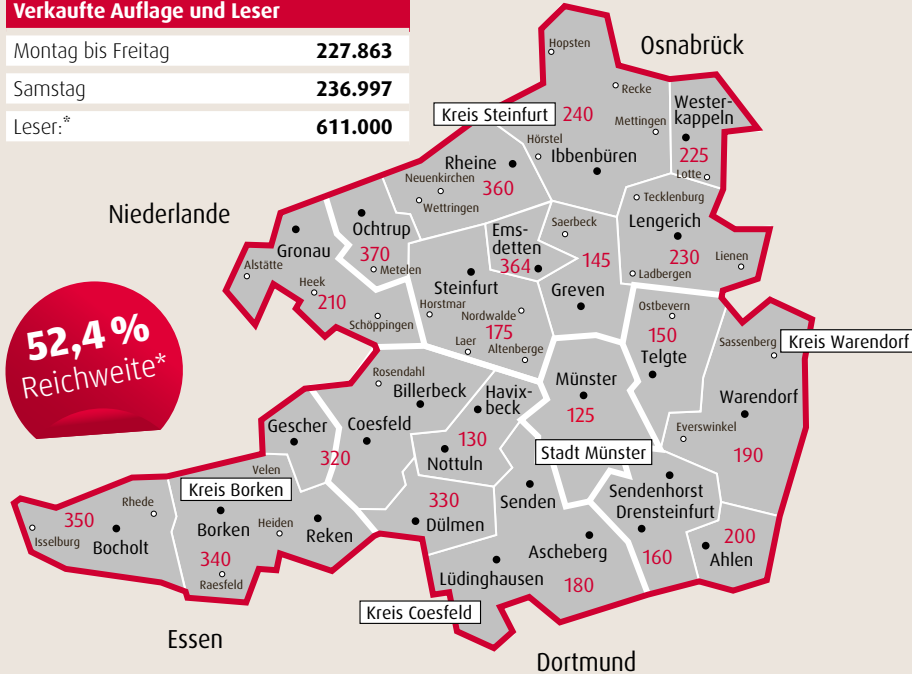 Verkaufte Auflage und Leser
Montag bis Freitag 227.863
Samstag 236.997
Leser:* 611.000
52,4 %
Reichweite*
Niederlande
Osnabrück
Essen
Dortmund
Kreis Steinfurt
Kreis Warendorf
Stadt Münster
Kreis Borken
Kreis Coesfeld
Hopsten
Recke
240
Mettingen
Hörstel
Ibbenbüren
Wester-
kappeln
225
Lotte
Rheine
Neuenkirchen
360
Wettringen
Tecklenburg
Lengerich
230
Lienen
Ladbergen
Ochtrup
370
Metelen
Gronau
Alstätte
Heek
210
Schöppingen
Ems-
detten
364
Saerbeck
145
Greven
Steinfurt
Horstmar
Nordwalde
175
Laer
Altenberge
Ostbevern
150
Telgte
Sassenberg
Warendorf
Everswinkel
190
Münster
125
Rosendahl
Billerbeck
Havix-
beck
Coesfeld
130
Nottuln
Gescher
320
Velen
330
Dülmen
Senden
Sendenhorst
Drensteinfurt
160
200
Ahlen
Ascheberg
Lüdinghausen
180
350
Rhede
Isselburg
Bocholt
Borken
Heiden
Reken
340
Raesfeld